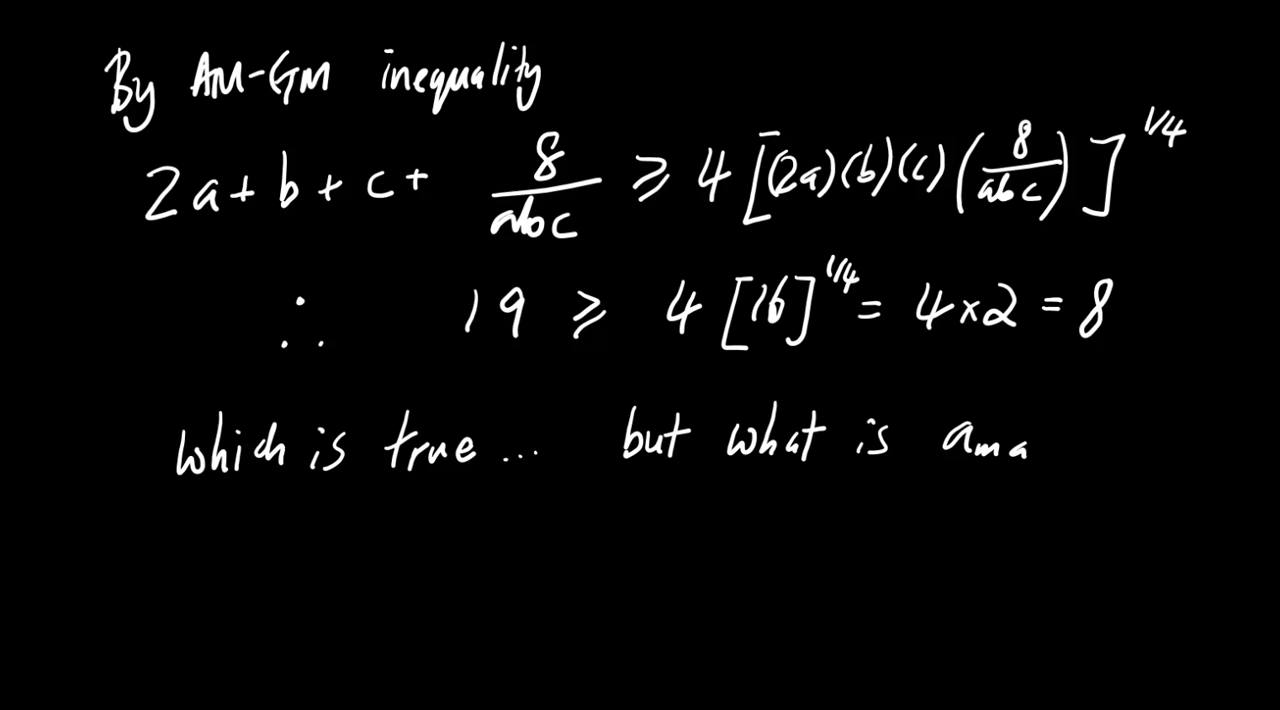 By AM-GM inequality
2a + b + c + 8/abc ⩾ 4[(2a)(b)(c)(8/abc)]^1/4
∴ 19 ⩾ 4[16]^1/4 = 4×2 = 8
which is true... but what is ama